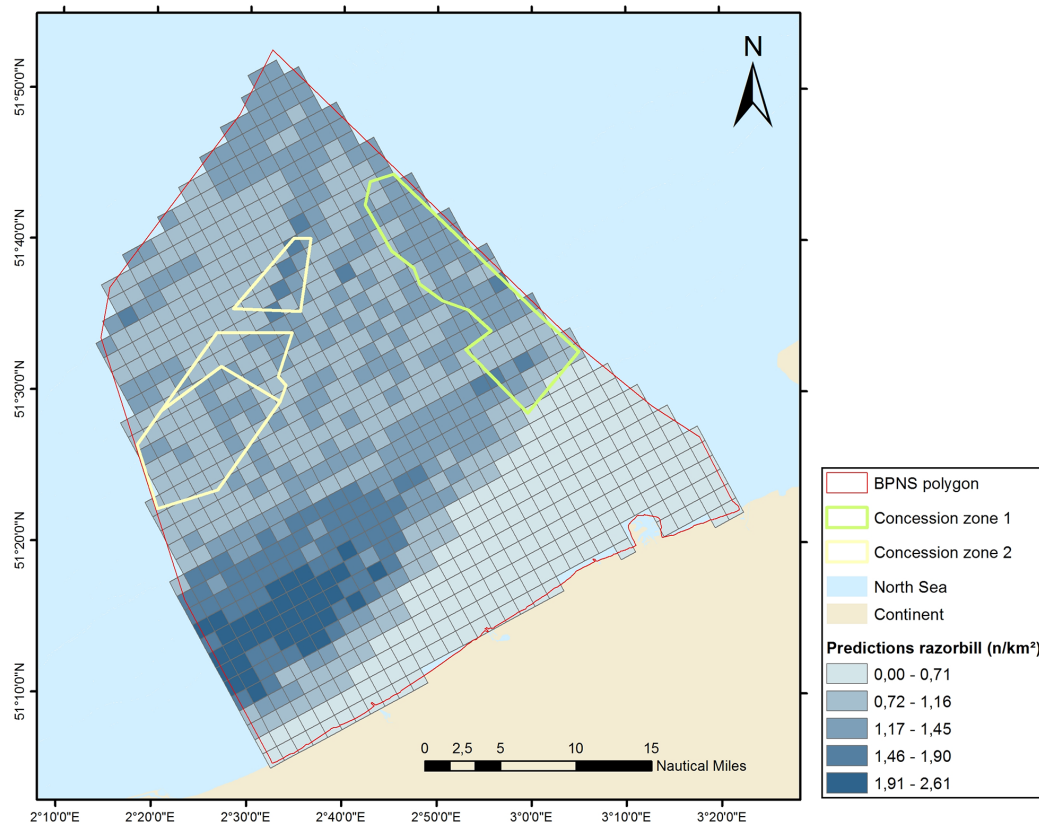 N
51°50'0"N
51°40'0"N
51°30'0"N
51°20'0"N
51°10'0"N
0 2,5 5 10 15
Nautical Miles
2°10'0"E 2°20'0"E 2°30'0"E 2°40'0"E 2°50'0"E 3°0'0"E 3°10'0"E 3°20'0"E
BPNS polygon
Concession zone 1
Concession zone 2
North Sea
Continent
Predictions razorbill (n/km²)
0,00 - 0,71
0,72 - 1,16
1,17 - 1,45
1,46 - 1,90
1,91 - 2,61